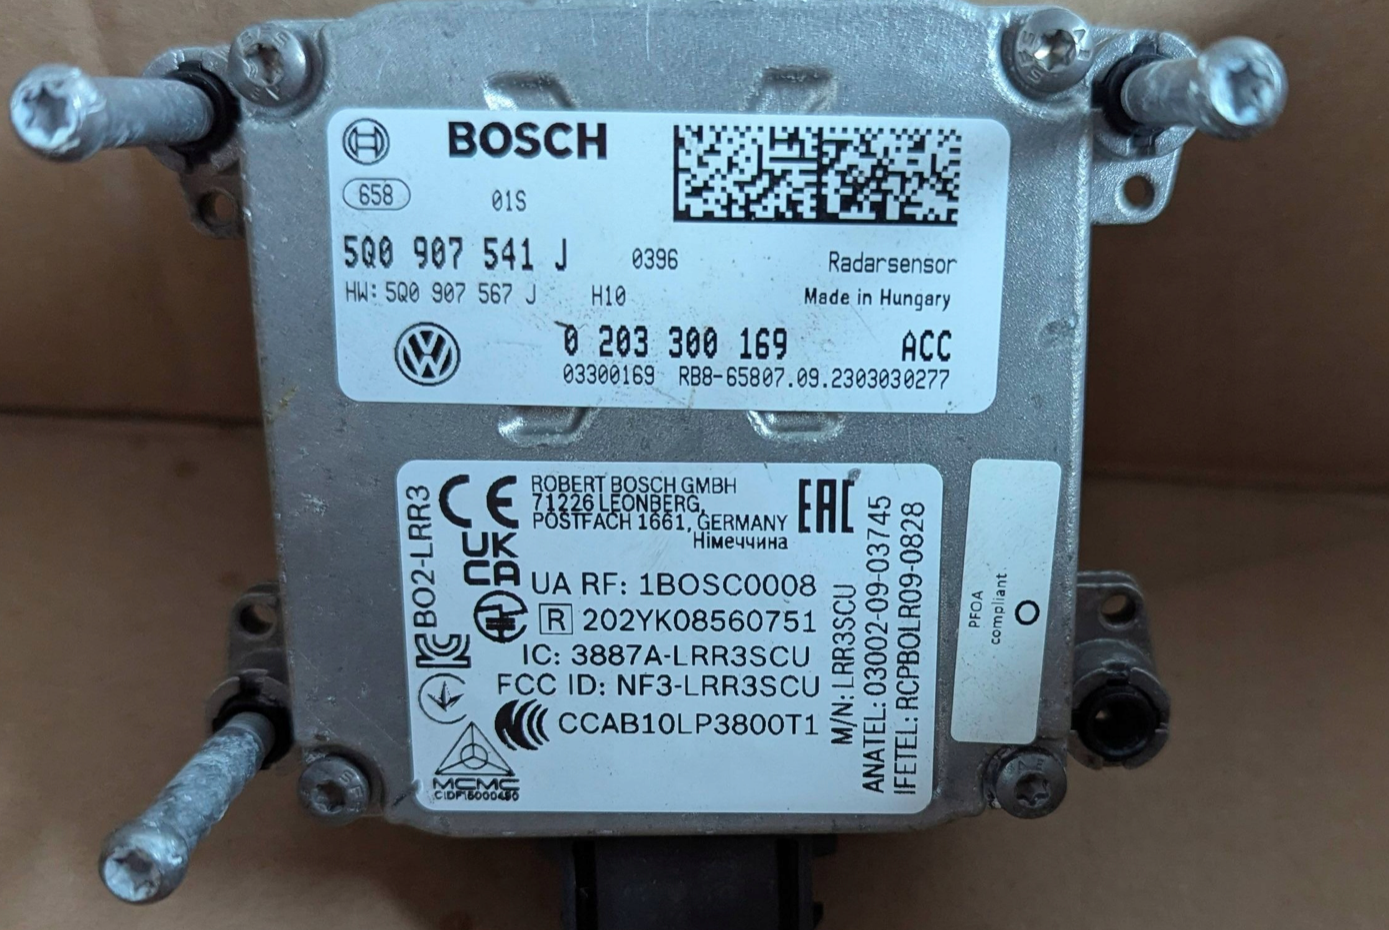 BOSCH
658 01S
5Q0 907 541 J 0396 Radarsensor
HW: 5Q0 907 567 J H10 Made in Hungary
0 203 300 169 ACC
03300169 RB8-65807.09.2303030277
CE
ROBERT BOSCH GMBH
71226 LEONBERG,
POSTFACH 1661, GERMANY
Німеччина
EAC
UK
CA
UA RF: 1BOSC0008
R 202YK08560751
IC: 3887A-LRR3SCU
FCC ID: NF3-LRR3SCU
CCAB10LP3800T1
BO2-LRR3
MCMC
CIDF15000450
M/N: LRR3SCU
ANATEL: 03002-09-03745
IFETEL: RCPBOLR09-0828
PFOA
compliant